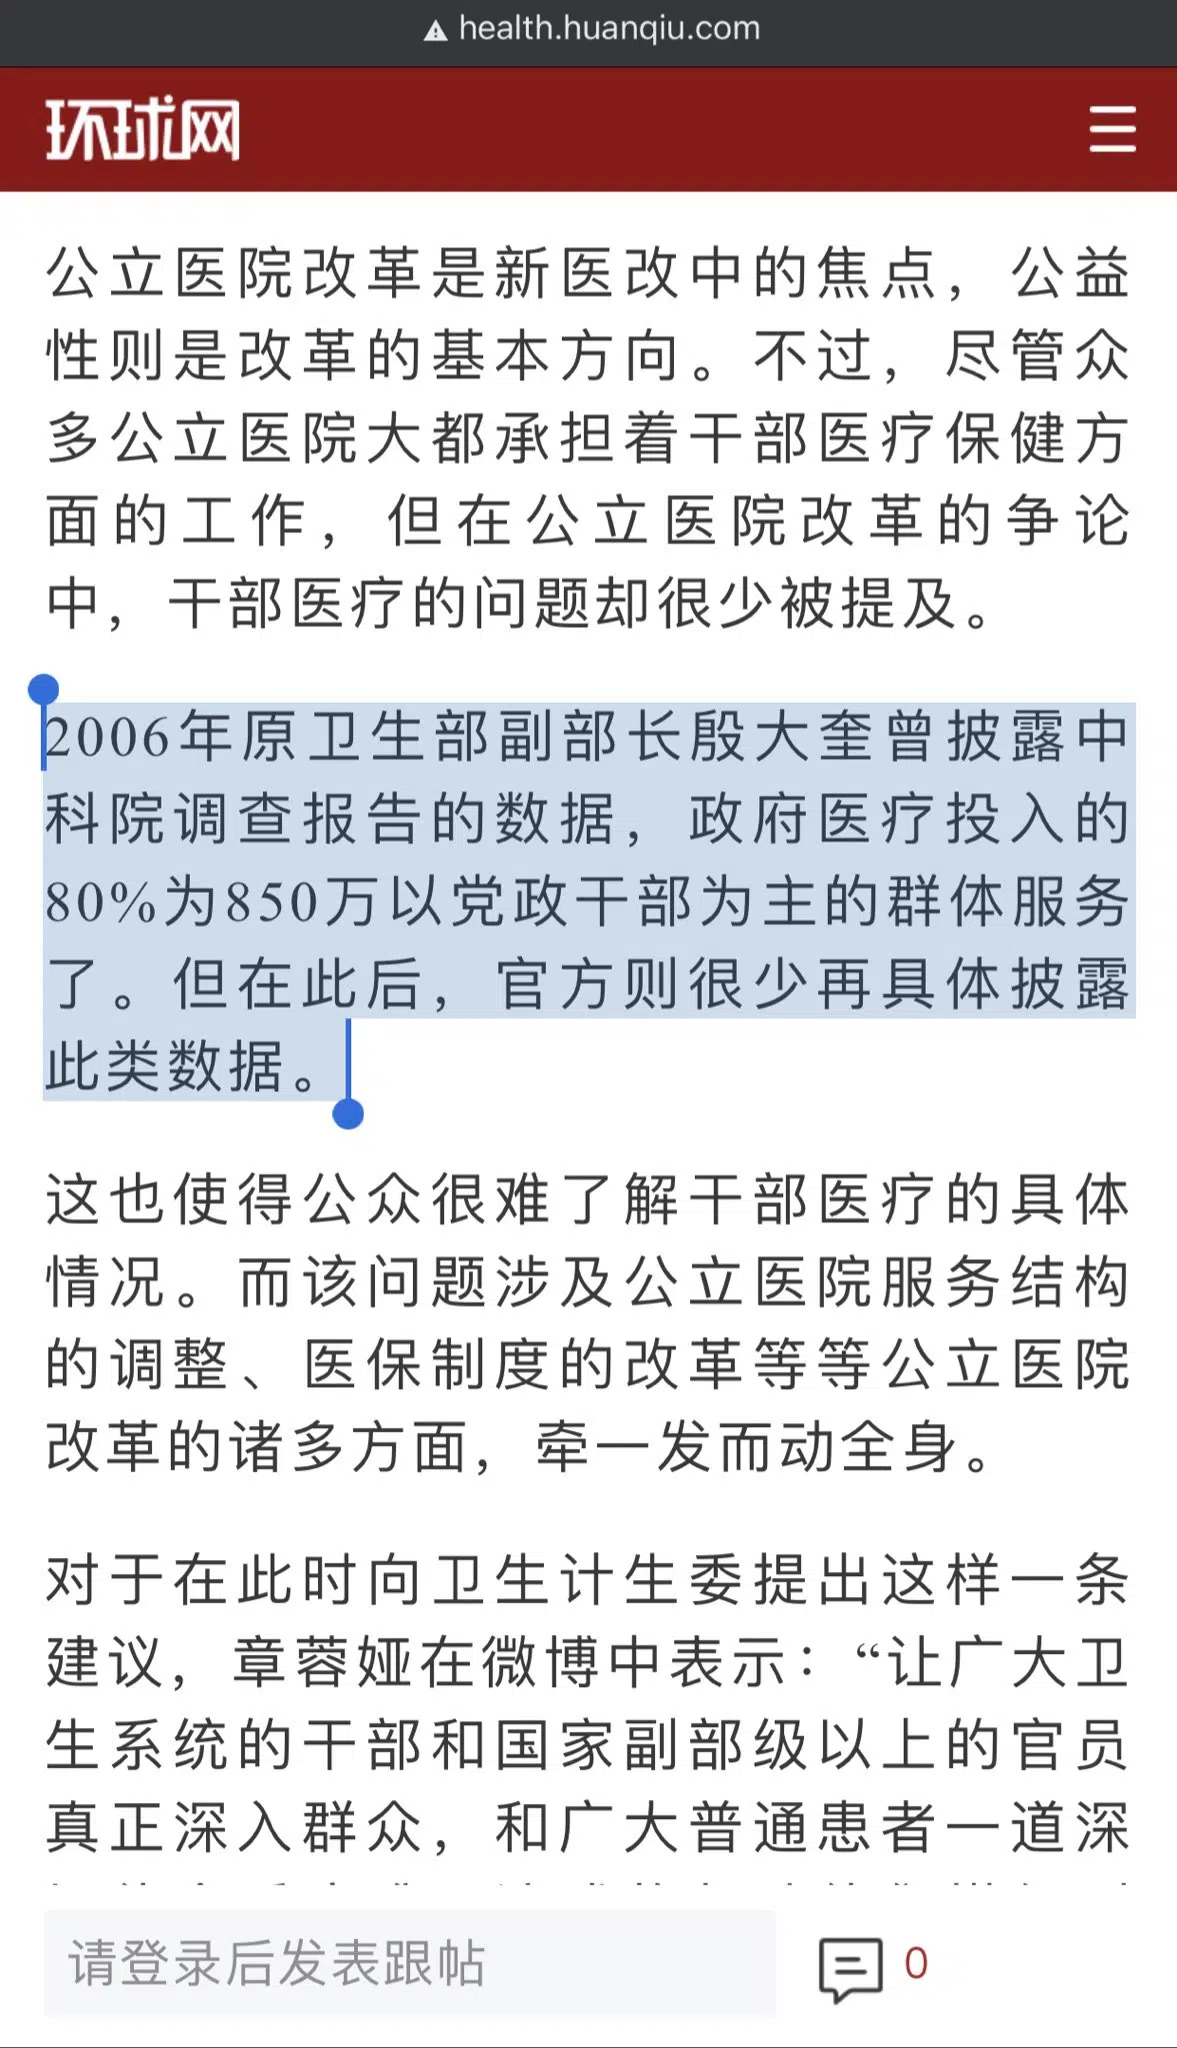 health.huanqiu.com
环球网
公立医院改革是新医改中的焦点，公益
性则是改革的基本方向。不过，尽管众
多公立医院大都承担着干部医疗保健方
面的工作，但在公立医院改革的争论
中，干部医疗的问题却很少被提及。
2006年原卫生部副部长殷大奎曾披露中
科院调查报告的数据，政府医疗投入的
80%为850万以党政干部为主的群体服务
了。但在此后，官方则很少再具体披露
此类数据。
这也使得公众很难了解干部医疗的具体
情况。而该问题涉及公立医院服务结构
的调整、医保制度的改革等等公立医院
改革的诸多方面，牵一发而动全身。
对于在此时向卫生计生委提出这样一条
建议，章蓉娅在微博中表示：“让广大卫
生系统的干部和国家副部级以上的官员
真正深入群众，和广大普通患者一道深
请登录后发表跟帖
0